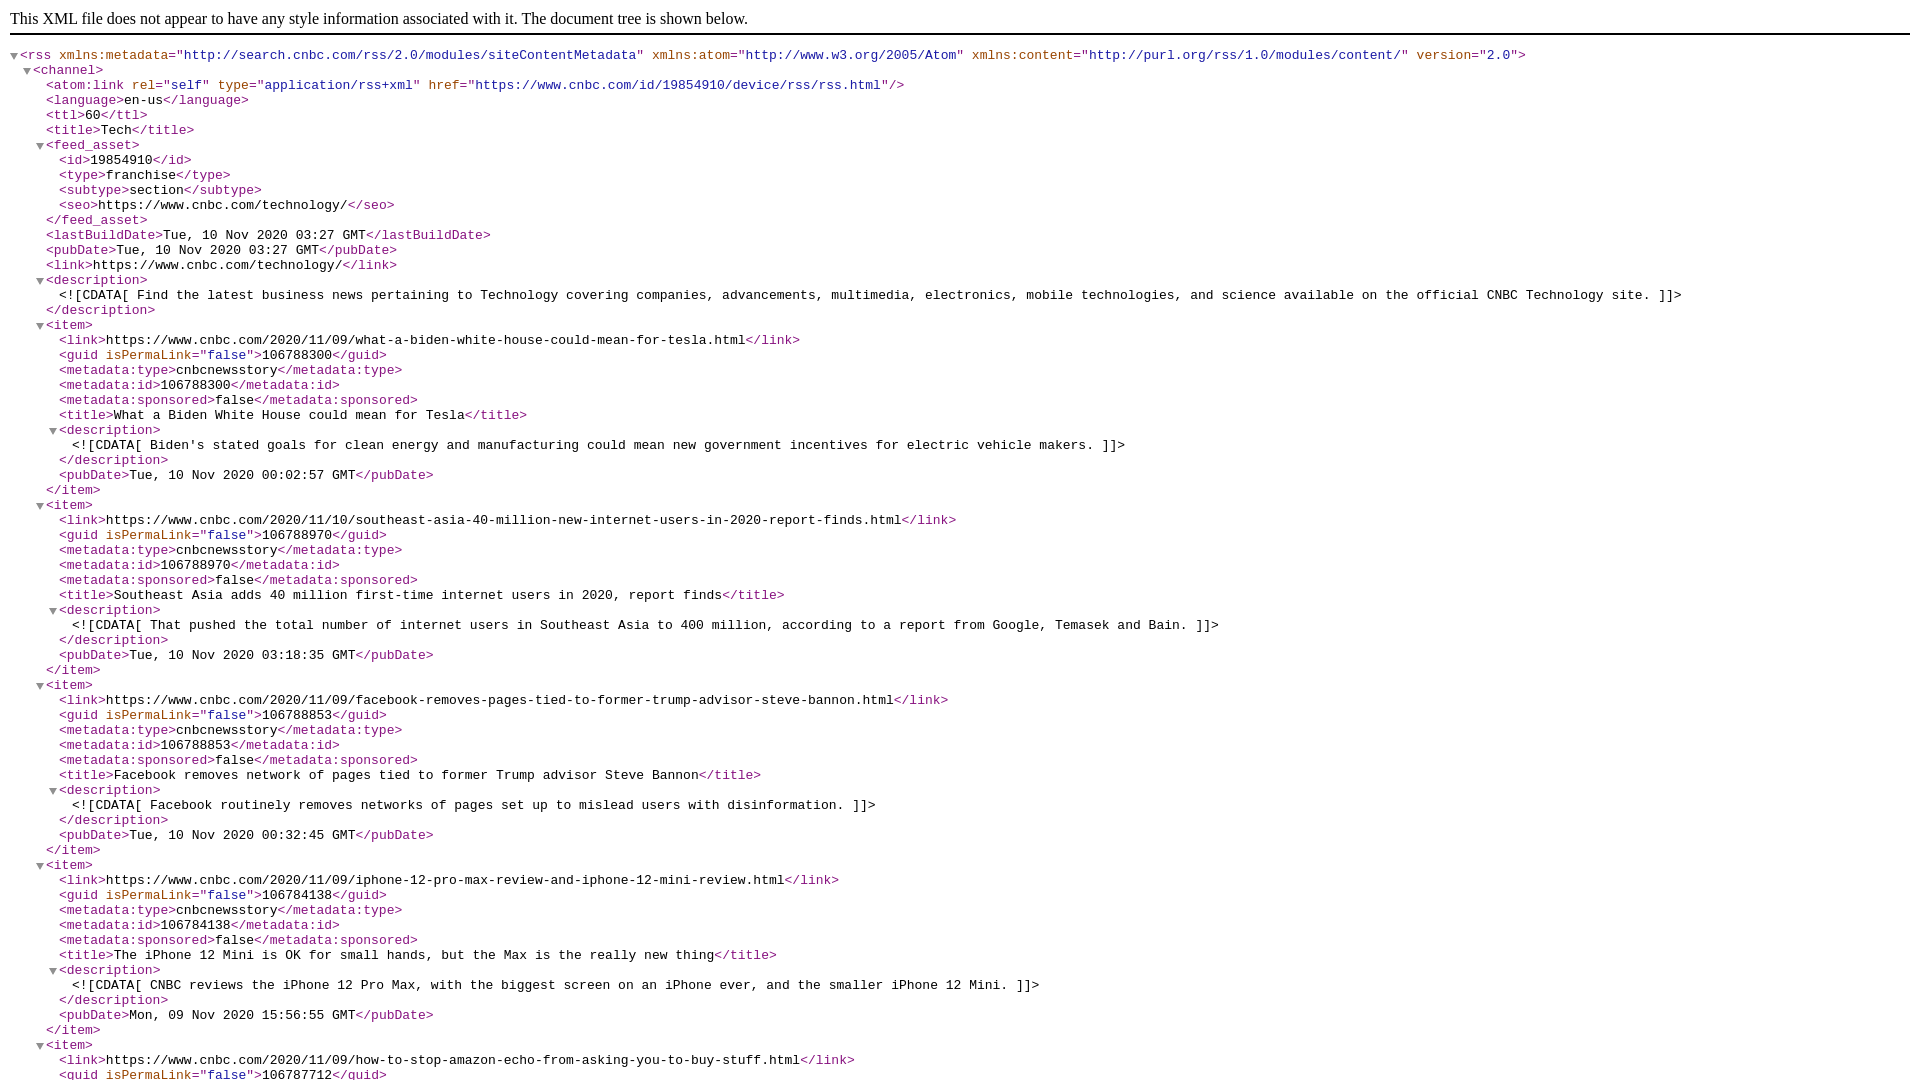 This XML file does not appear to have any style information associated with it. The document tree is shown below.
<rss xmlns:metadata="http://search.cnbc.com/rss/2.0/modules/siteContentMetadata" xmlns:atom="http://www.w3.org/2005/Atom" xmlns:content="http://purl.org/rss/1.0/modules/content/" version="2.0">
<channel>
<atom:link rel="self" type="application/rss+xml" href="https://www.cnbc.com/id/19854910/device/rss/rss.html"/>
<language>en-us</language>
<ttl>60</ttl>
<title>Tech</title>
<feed_asset>
<id>19854910</id>
<type>franchise</type>
<subtype>section</subtype>
<seo>https://www.cnbc.com/technology/</seo>
</feed_asset>
<lastBuildDate>Tue, 10 Nov 2020 03:27 GMT</lastBuildDate>
<pubDate>Tue, 10 Nov 2020 03:27 GMT</pubDate>
<link>https://www.cnbc.com/technology/</link>
<description>
<![CDATA[ Find the latest business news pertaining to Technology covering companies, advancements, multimedia, electronics, mobile technologies, and science available on the official CNBC Technology site. ]]>
</description>
<item>
<link>https://www.cnbc.com/2020/11/09/what-a-biden-white-house-could-mean-for-tesla.html</link>
<guid isPermaLink="false">106788300</guid>
<metadata:type>cnbcnewsstory</metadata:type>
<metadata:id>106788300</metadata:id>
<metadata:sponsored>false</metadata:sponsored>
<title>What a Biden White House could mean for Tesla</title>
<description>
<![CDATA[ Biden's stated goals for clean energy and manufacturing could mean new government incentives for electric vehicle makers. ]]>
</description>
<pubDate>Tue, 10 Nov 2020 00:02:57 GMT</pubDate>
</item>
<item>
<link>https://www.cnbc.com/2020/11/10/southeast-asia-40-million-new-internet-users-in-2020-report-finds.html</link>
<guid isPermaLink="false">106788970</guid>
<metadata:type>cnbcnewsstory</metadata:type>
<metadata:id>106788970</metadata:id>
<metadata:sponsored>false</metadata:sponsored>
<title>Southeast Asia adds 40 million first-time internet users in 2020, report finds</title>
<description>
<![CDATA[ That pushed the total number of internet users in Southeast Asia to 400 million, according to a report from Google, Temasek and Bain. ]]>
</description>
<pubDate>Tue, 10 Nov 2020 03:18:35 GMT</pubDate>
</item>
<item>
<link>https://www.cnbc.com/2020/11/09/facebook-removes-pages-tied-to-former-trump-advisor-steve-bannon.html</link>
<guid isPermaLink="false">106788853</guid>
<metadata:type>cnbcnewsstory</metadata:type>
<metadata:id>106788853</metadata:id>
<metadata:sponsored>false</metadata:sponsored>
<title>Facebook removes network of pages tied to former Trump advisor Steve Bannon</title>
<description>
<![CDATA[ Facebook routinely removes networks of pages set up to mislead users with disinformation. ]]>
</description>
<pubDate>Tue, 10 Nov 2020 00:32:45 GMT</pubDate>
</item>
<item>
<link>https://www.cnbc.com/2020/11/09/iphone-12-pro-max-review-and-iphone-12-mini-review.html</link>
<guid isPermaLink="false">106784138</guid>
<metadata:type>cnbcnewsstory</metadata:type>
<metadata:id>106784138</metadata:id>
<metadata:sponsored>false</metadata:sponsored>
<title>The iPhone 12 Mini is OK for small hands, but the Max is the really new thing</title>
<description>
<![CDATA[ CNBC reviews the iPhone 12 Pro Max, with the biggest screen on an iPhone ever, and the smaller iPhone 12 Mini. ]]>
</description>
<pubDate>Mon, 09 Nov 2020 15:56:55 GMT</pubDate>
</item>
<item>
<link>https://www.cnbc.com/2020/11/09/how-to-stop-amazon-echo-from-asking-you-to-buy-stuff.html</link>
<guid isPermaLink="false">106787712</guid>